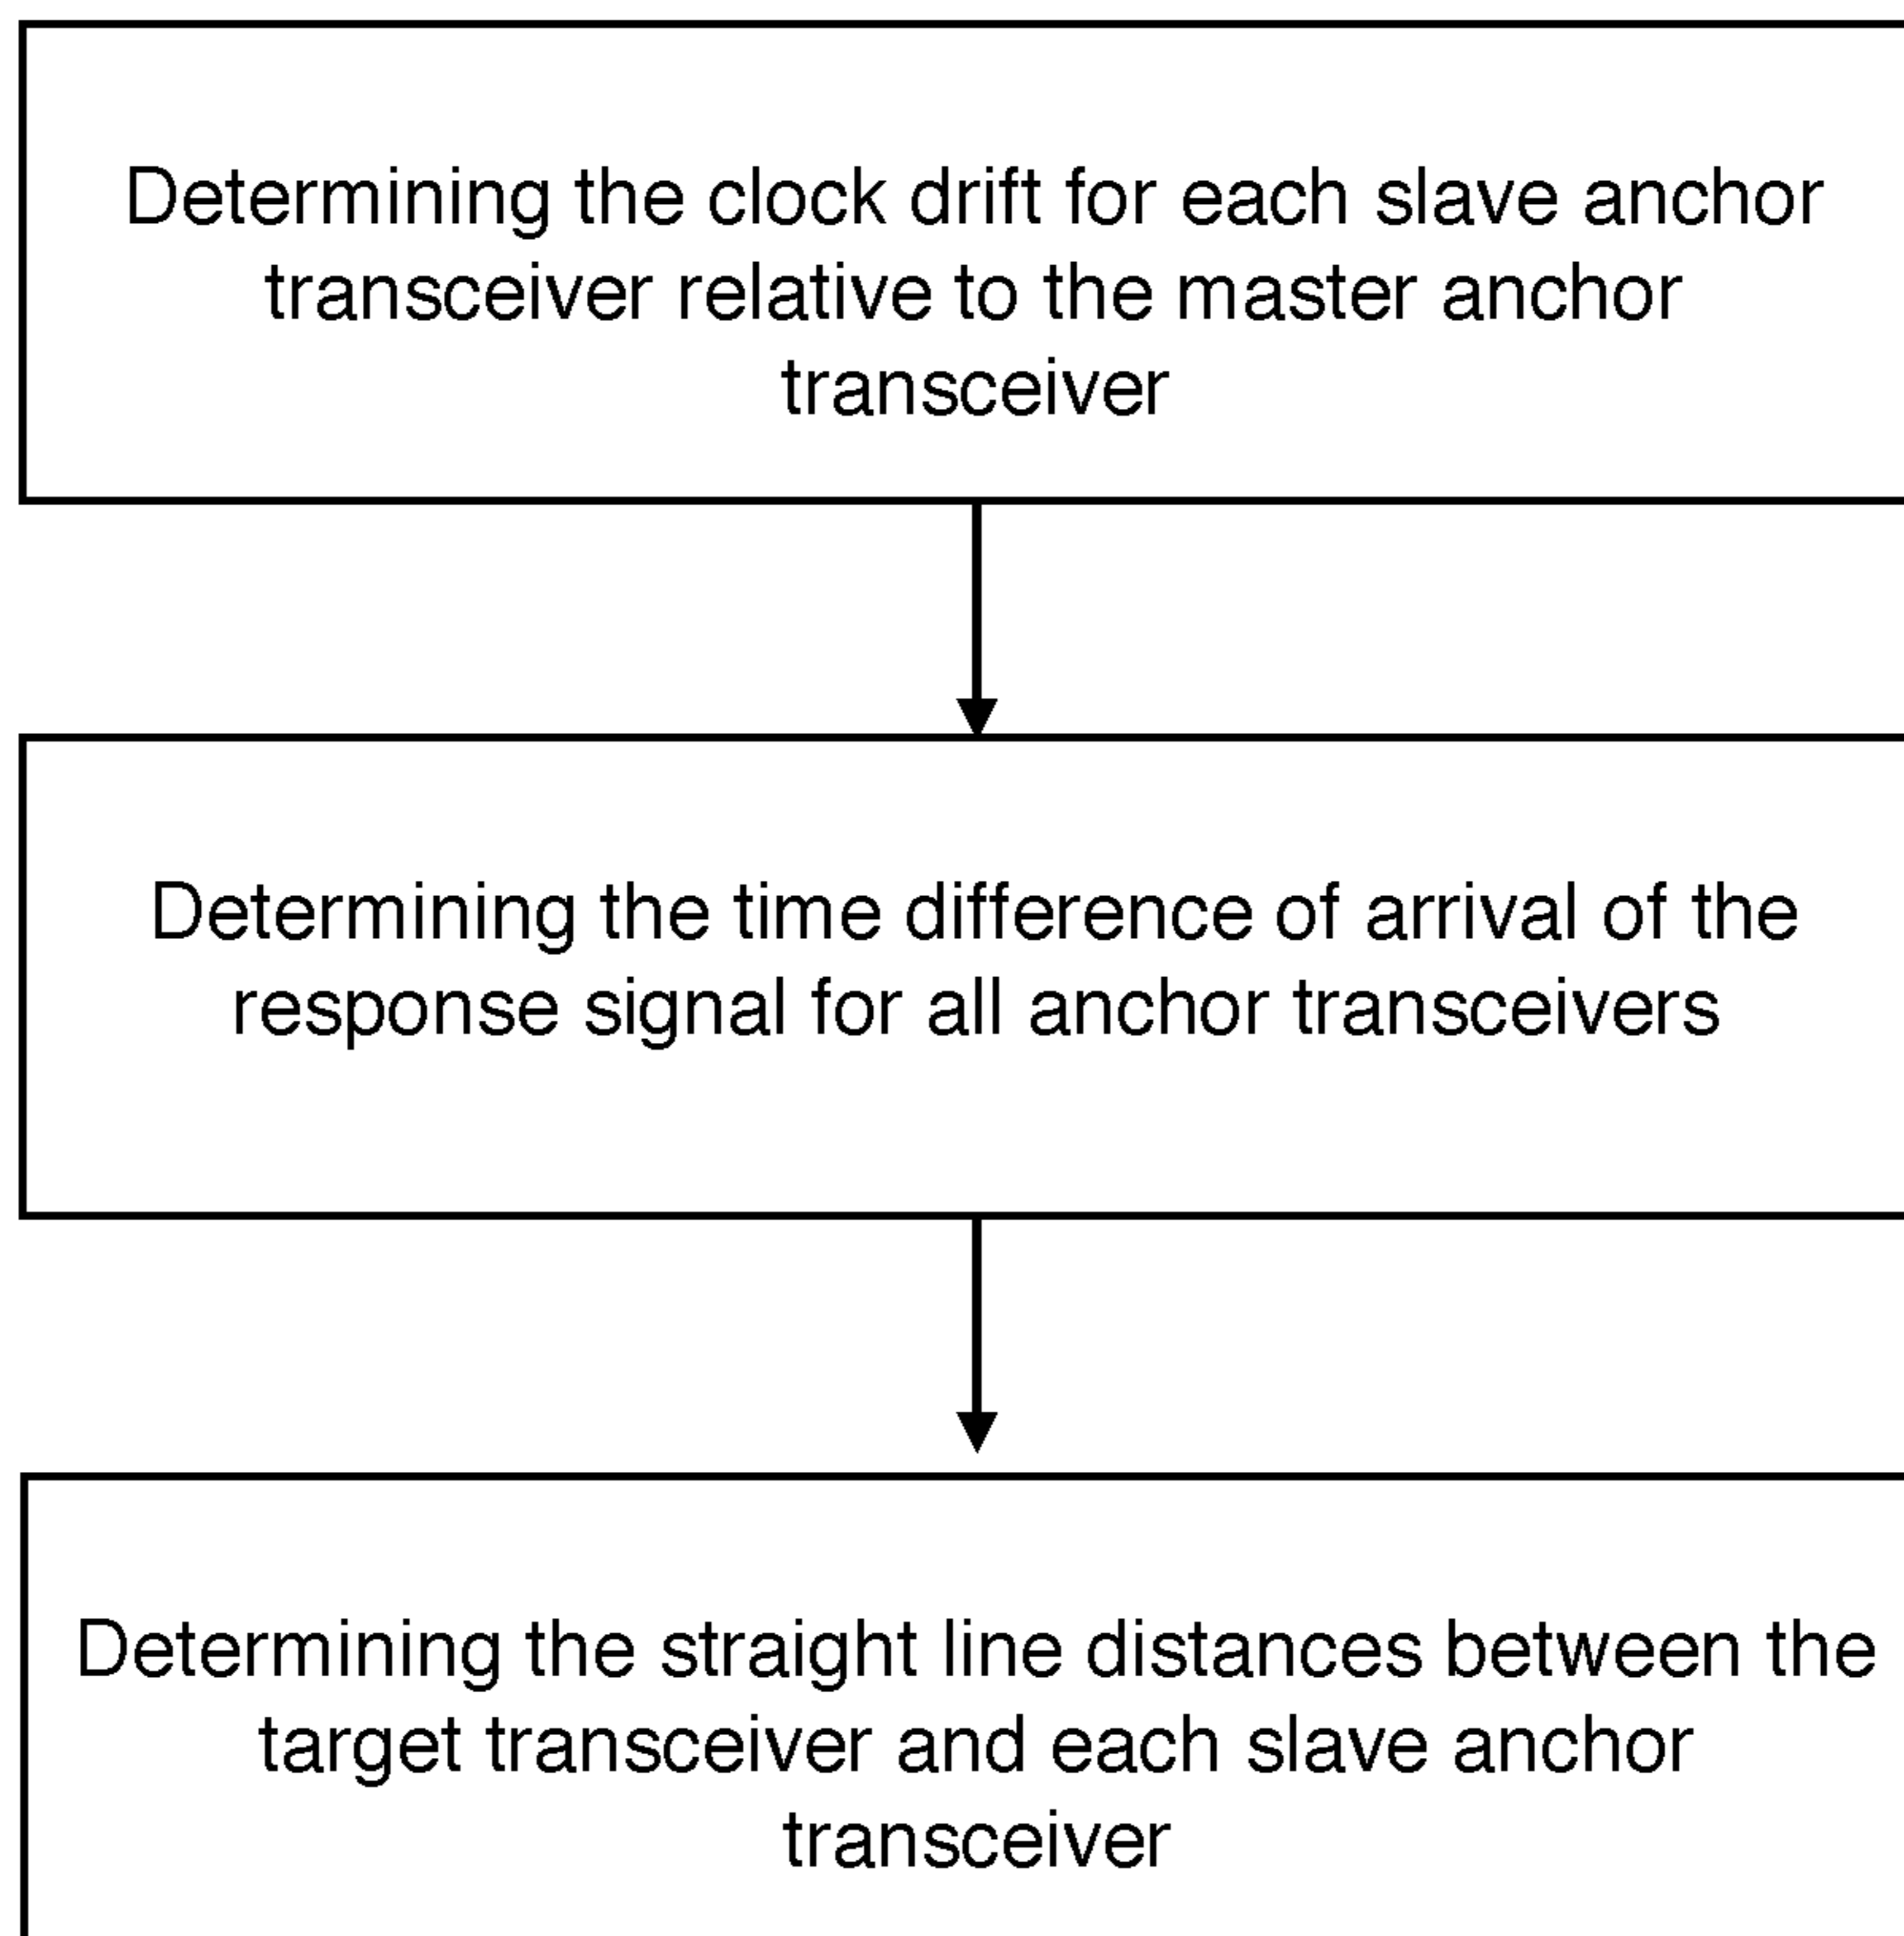 Determining the clock drift for each slave anchor
transceiver relative to the master anchor
transceiver
Determining the time difference of arrival of the
response signal for all anchor transceivers
Determining the straight line distances between the
target transceiver and each slave anchor
transceiver